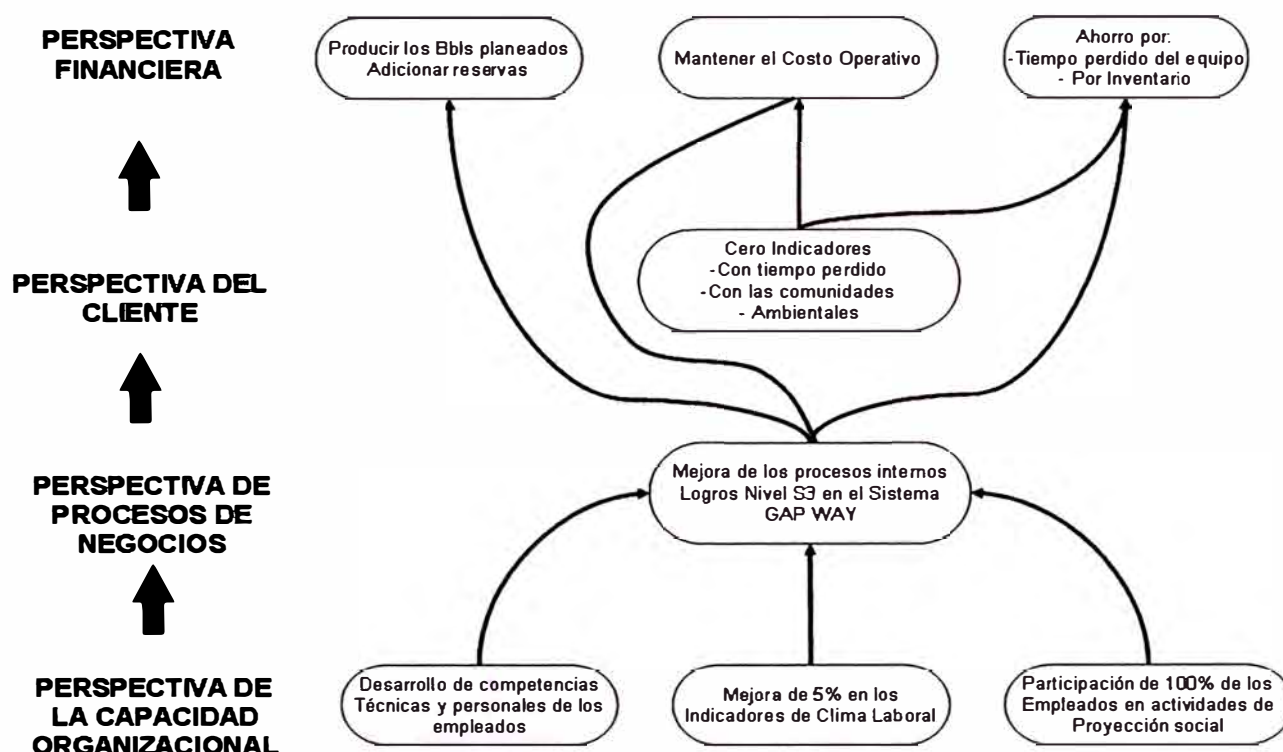 PERSPECTIVA
FINANCIERA
Producir los Bbls planeados
Adicionar reservas
Mantener el Costo Operativo
Ahorro por:
-Tiempo perdido del equipo
- Por Inventario
PERSPECTIVA DEL
CLIENTE
Cero Indicadores
-Con tiempo perdido
-Con las comunidades
- Ambientales
PERSPECTIVA DE
PROCESOS DE
NEGOCIOS
Mejora de los procesos internos
Logros Nivel S3 en el Sistema
GAP WAY
PERSPECTIVA DE
LA CAPACIDAD
ORGANIZACIONAL
Desarrollo de competencias
Técnicas y personales de los
empleados
Mejora de 5% en los
Indicadores de Clima Laboral
Participación de 100% de los
Empleados en actividades de
Proyección social